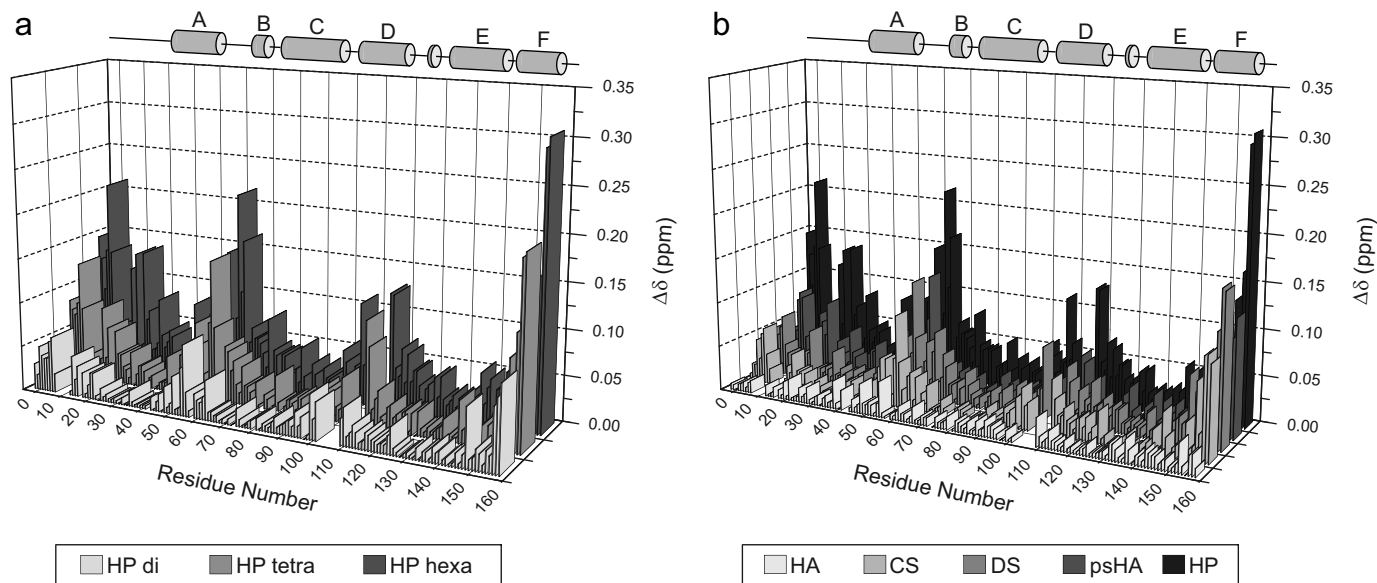 a
A B C D E F
0.35
0.30
0.25
0.20
0.15
0.10
0.05
0.00
Δδ (ppm)
0 10 20 30 40 50 60 70 80 90 100 110 120 130 140 150 160
Residue Number
HP di HP tetra HP hexa
b
A B C D E F
0.35
0.30
0.25
0.20
0.15
0.10
0.05
0.00
Δδ (ppm)
0 10 20 30 40 50 60 70 80 90 100 110 120 130 140 150 160
Residue Number
HA CS DS psHA HP